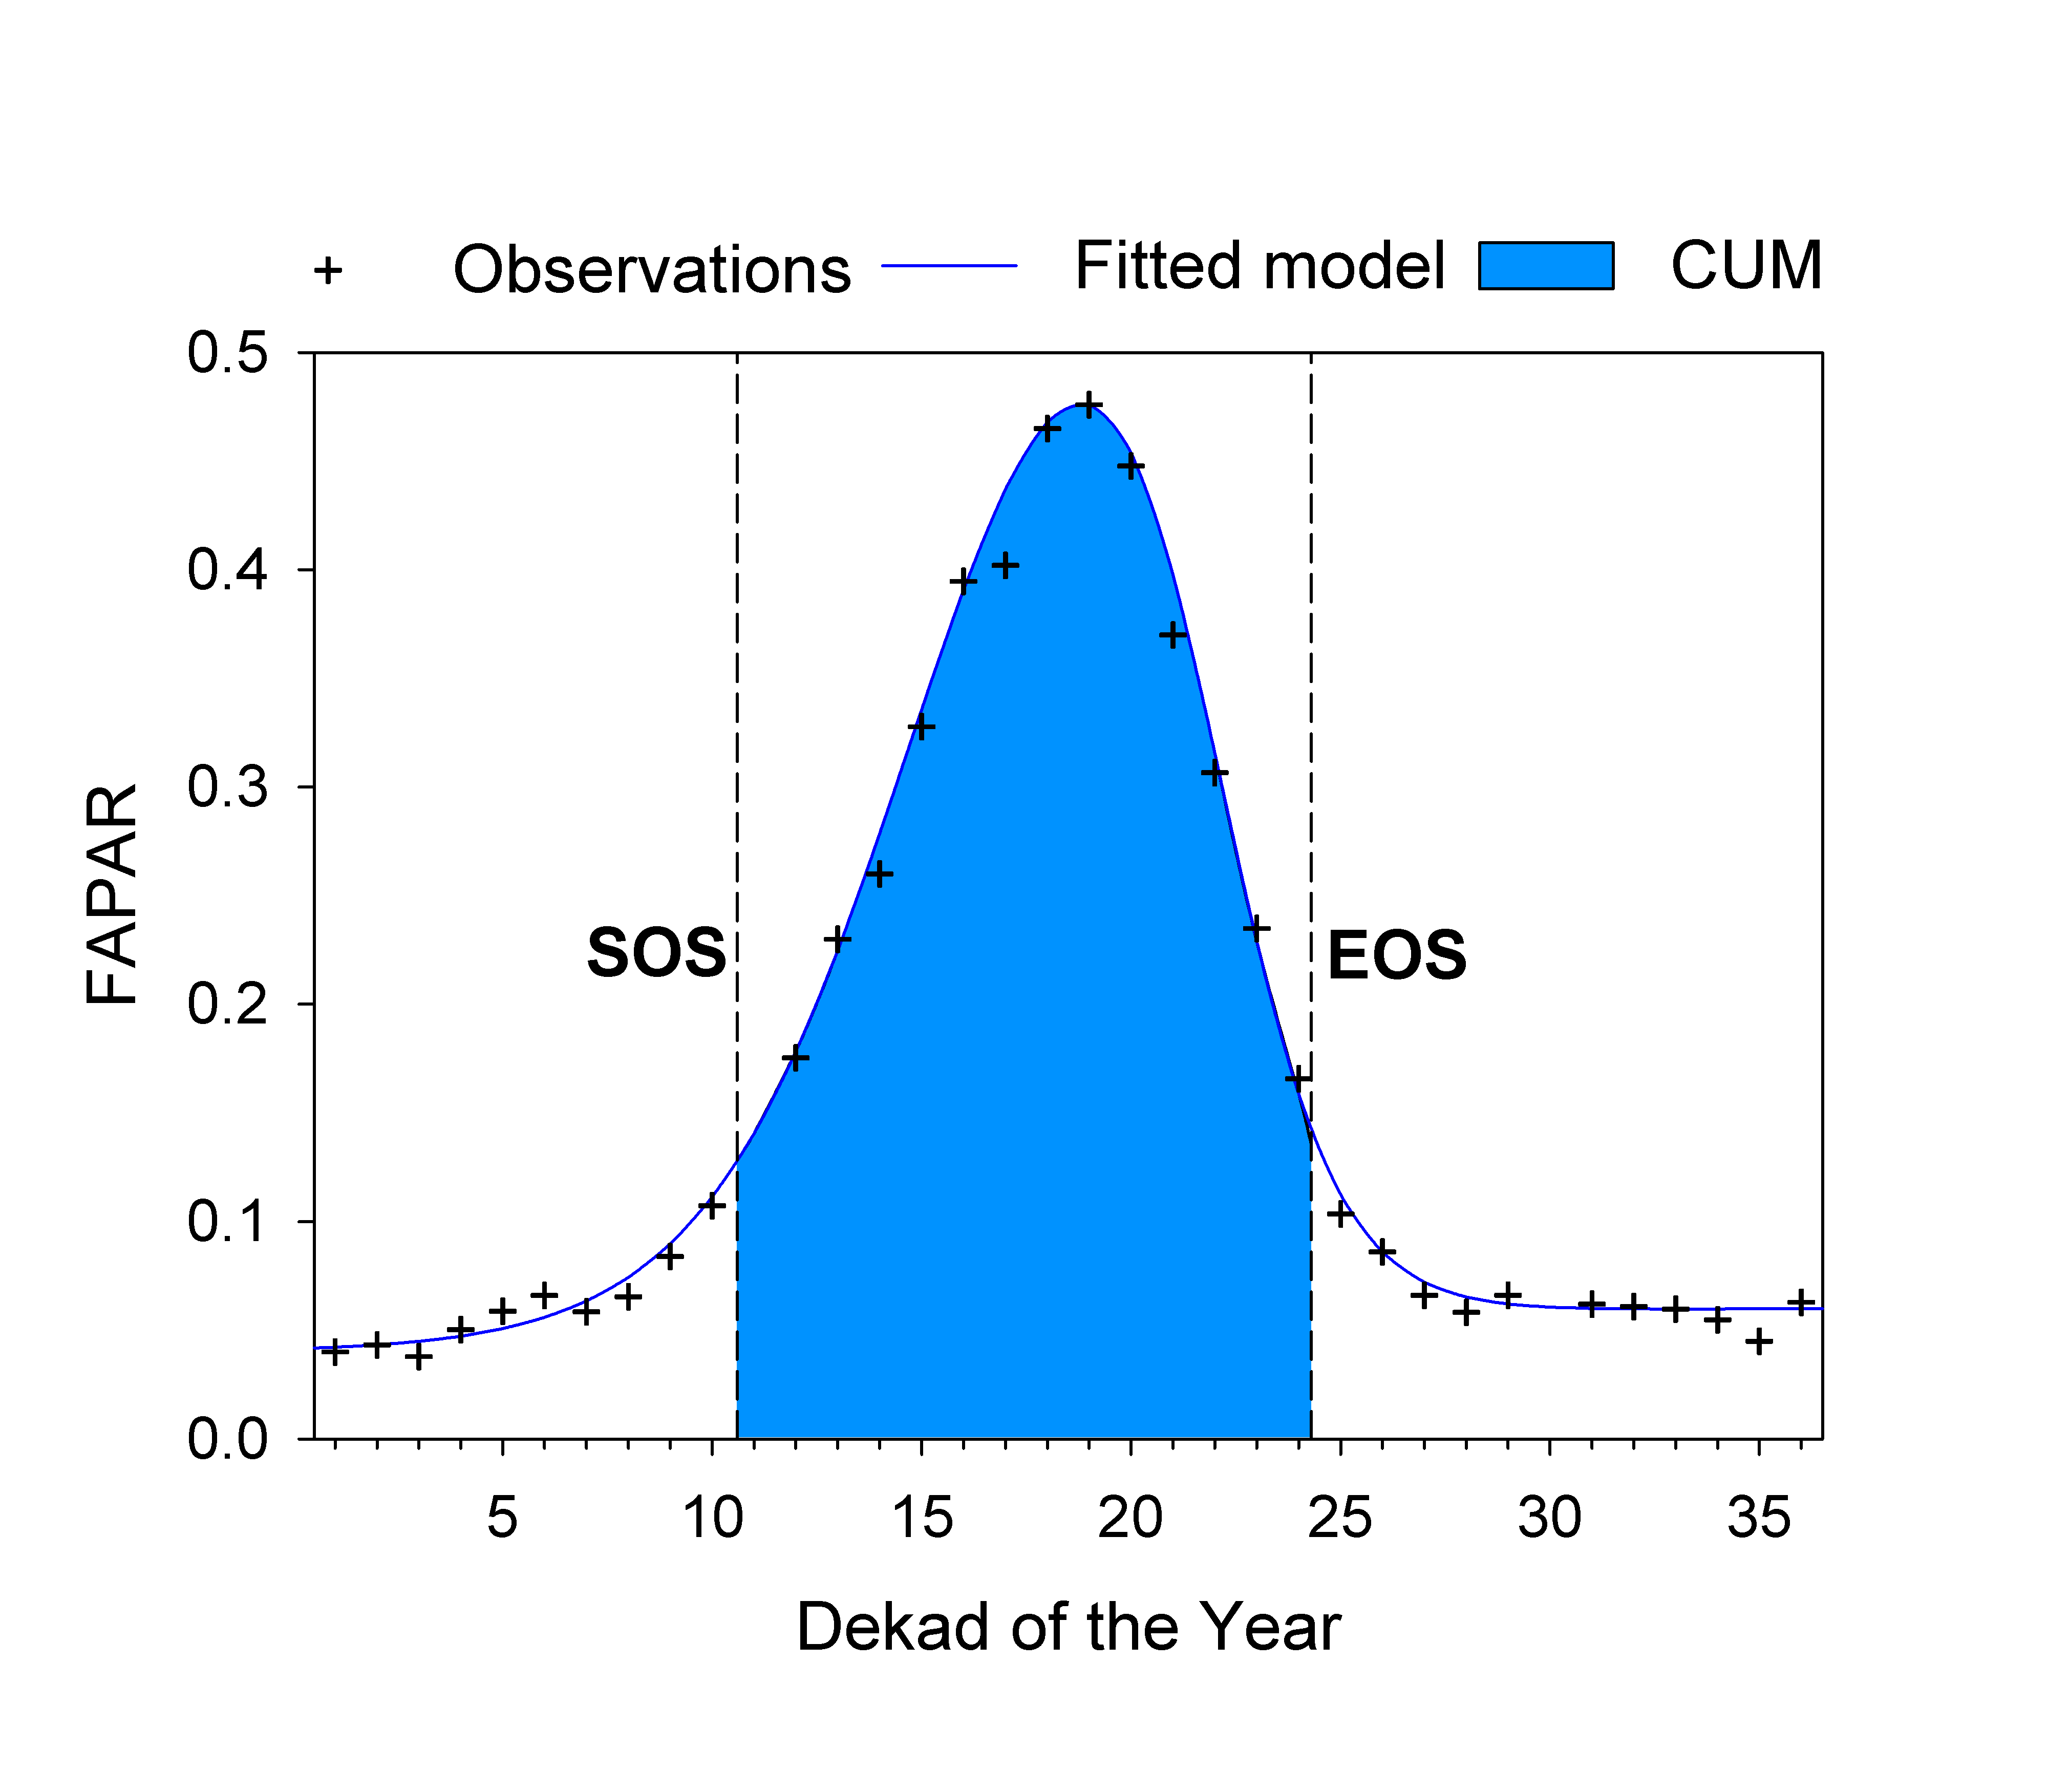 Observations Fitted model CUM
0.5
0.4
0.3
0.2
0.1
0.0
FAPAR
SOS
EOS
5 10 15 20 25 30 35
Dekad of the Year